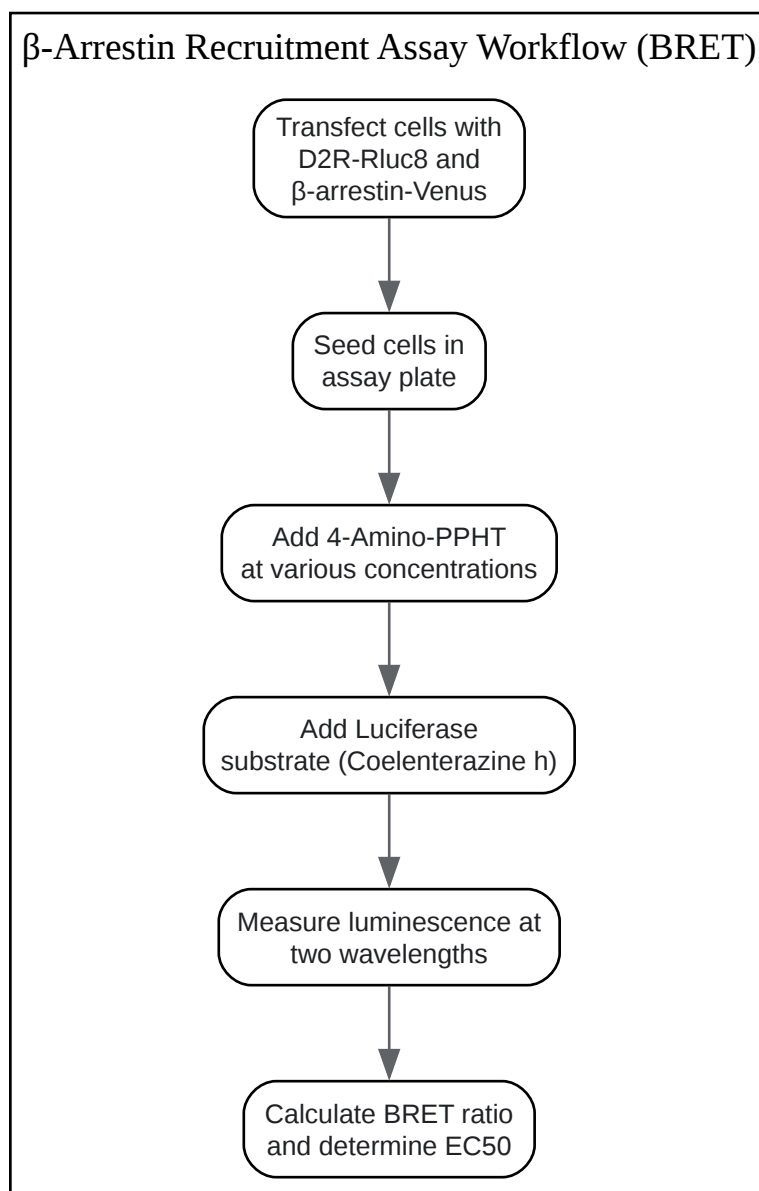 β-Arrestin Recruitment Assay Workflow (BRET)
Transfect cells with
D2R-Rluc8 and
β-arrestin-Venus
Seed cells in
assay plate
Add 4-Amino-PPHT
at various concentrations
Add Luciferase
substrate (Coelenterazine h)
Measure luminescence at
two wavelengths
Calculate BRET ratio
and determine EC50